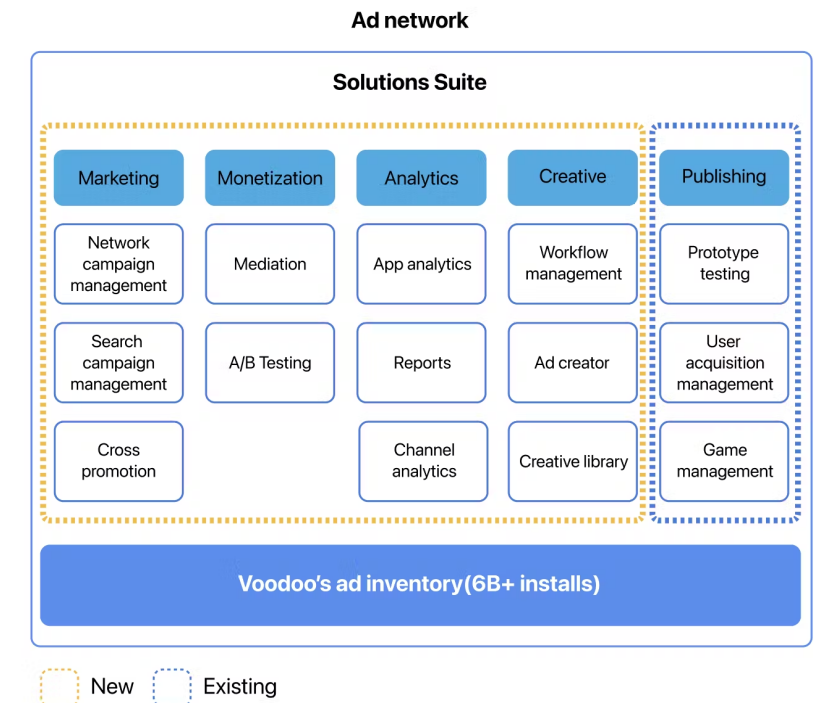 Ad network
Solutions Suite
Marketing
Monetization
Analytics
Creative
Publishing
Network
campaign
management
Mediation
App analytics
Workflow
management
Prototype
testing
Search
campaign
management
A/B Testing
Reports
Ad creator
User
acquisition
management
Cross
promotion
Channel
analytics
Creative library
Game
management
Voodoo’s ad inventory(6B+ installs)
New
Existing